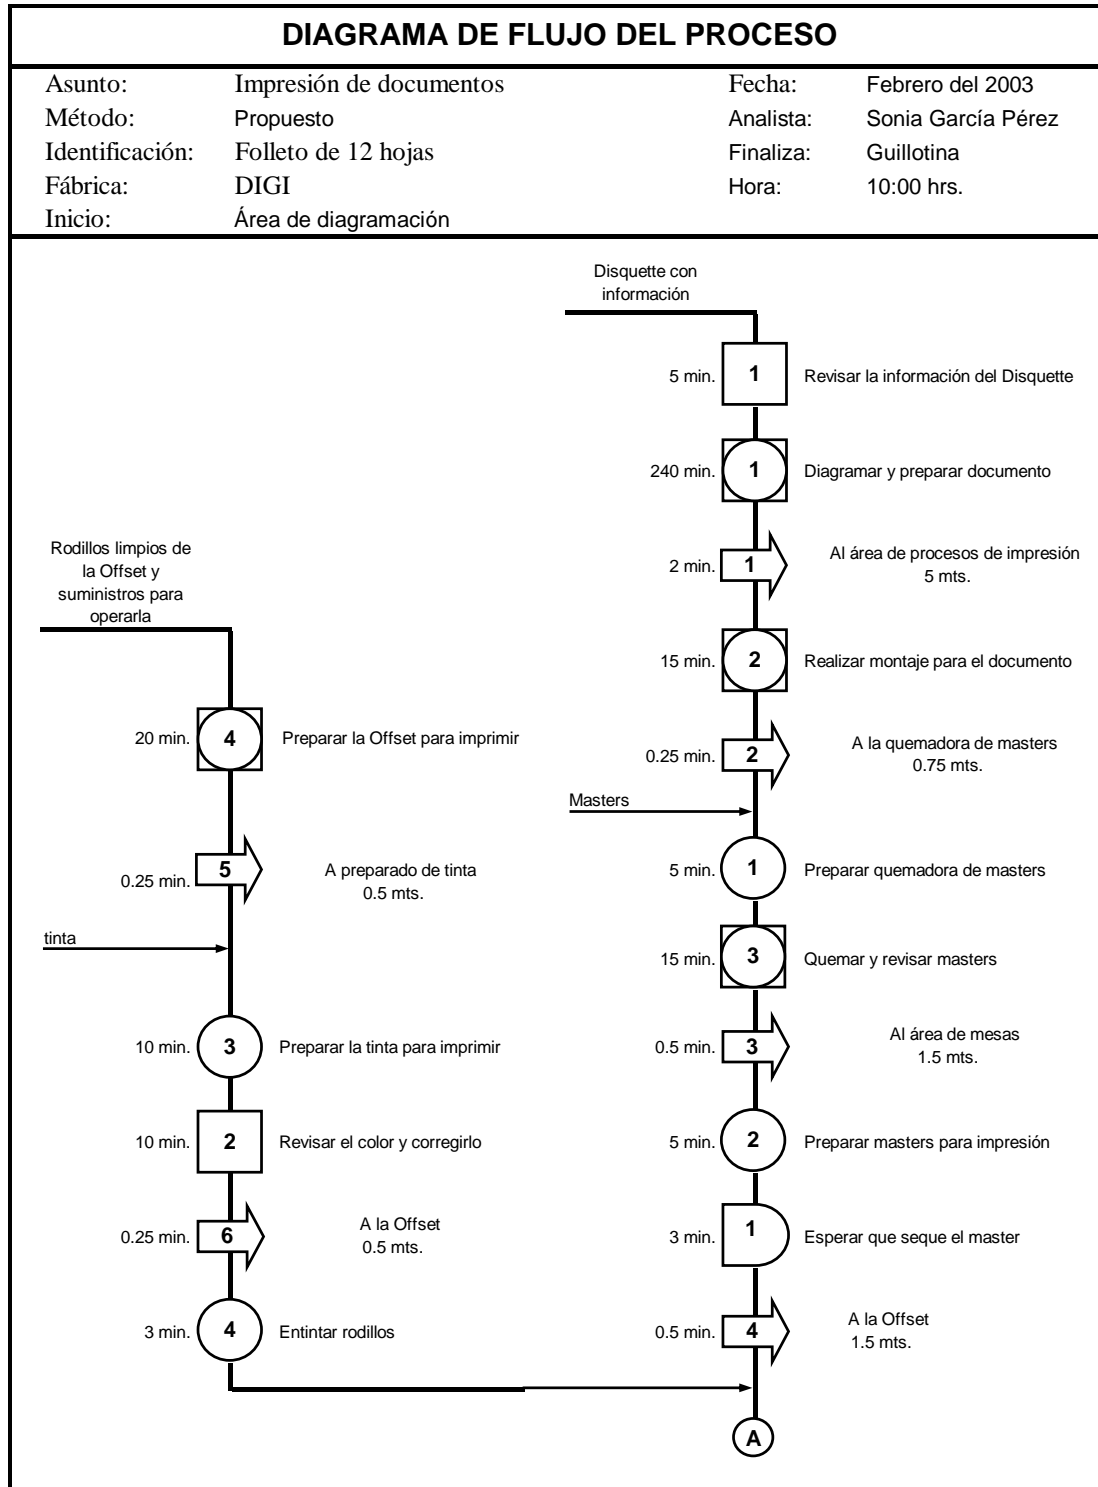 DIAGRAMA DE FLUJO DEL PROCESO
Asunto: Impresión de documentos Fecha: Febrero del 2003
Método: Propuesto Analista: Sonia García Pérez
Identificación: Folleto de 12 hojas Finaliza: Guillotina
Fábrica: DIGI Hora: 10:00 hrs.
Inicio: Área de diagramación
Disquette con
información
5 min. 1 Revisar la información del Disquette
240 min. 1 Diagramar y preparar documento
2 min. 1 Al área de procesos de impresión
5 mts.
15 min. 2 Realizar montaje para el documento
0.25 min. 2 A la quemadora de masters
0.75 mts.
Masters
5 min. 1 Preparar quemadora de masters
15 min. 3 Quemar y revisar masters
0.5 min. 3 Al área de mesas
1.5 mts.
5 min. 2 Preparar masters para impresión
3 min. 1 Esperar que seque el master
0.5 min. 4 A la Offset
1.5 mts.
Rodillos limpios de
la Offset y
suministros para
operarla
20 min. 4 Preparar la Offset para imprimir
0.25 min. 5 A preparado de tinta
0.5 mts.
tinta
10 min. 3 Preparar la tinta para imprimir
10 min. 2 Revisar el color y corregirlo
0.25 min. 6 A la Offset
0.5 mts.
3 min. 4 Entintar rodillos
A